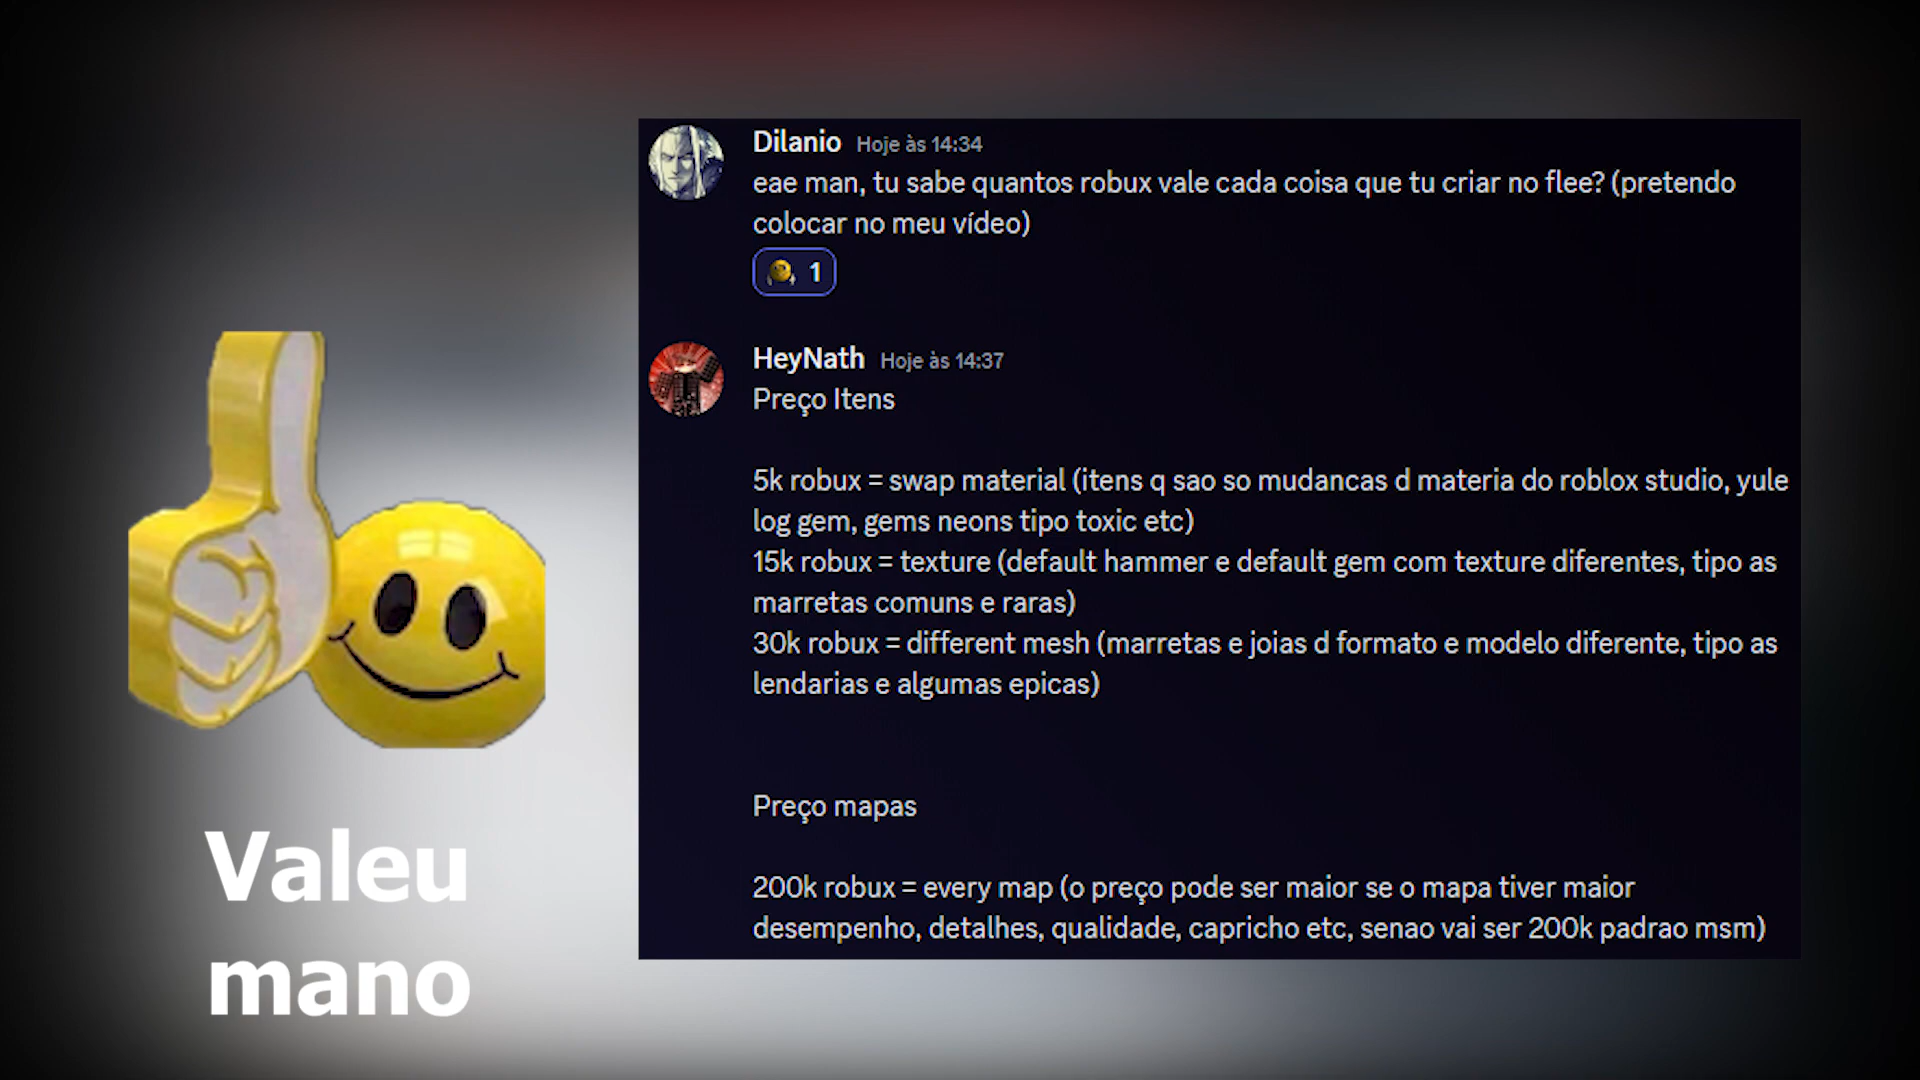 Dilanio Hoje às 14:34
eae man, tu sabe quantos robux vale cada coisa que tu criar no flee? (pretendo
colocar no meu vídeo)
1
HeyNath Hoje às 14:37
Preço Itens
5k robux = swap material (itens q sao so mudancas d materia do roblox studio, yule
log gem, gems neons tipo toxic etc)
15k robux = texture (default hammer e default gem com texture diferentes, tipo as
marretas comuns e raras)
30k robux = different mesh (marretas e joias d formato e modelo diferente, tipo as
lendarias e algumas epicas)
Preço mapas
200k robux = every map (o preço pode ser maior se o mapa tiver maior
desempenho, detalhes, qualidade, capricho etc, senao vai ser 200k padrao msm)
Valeu
mano